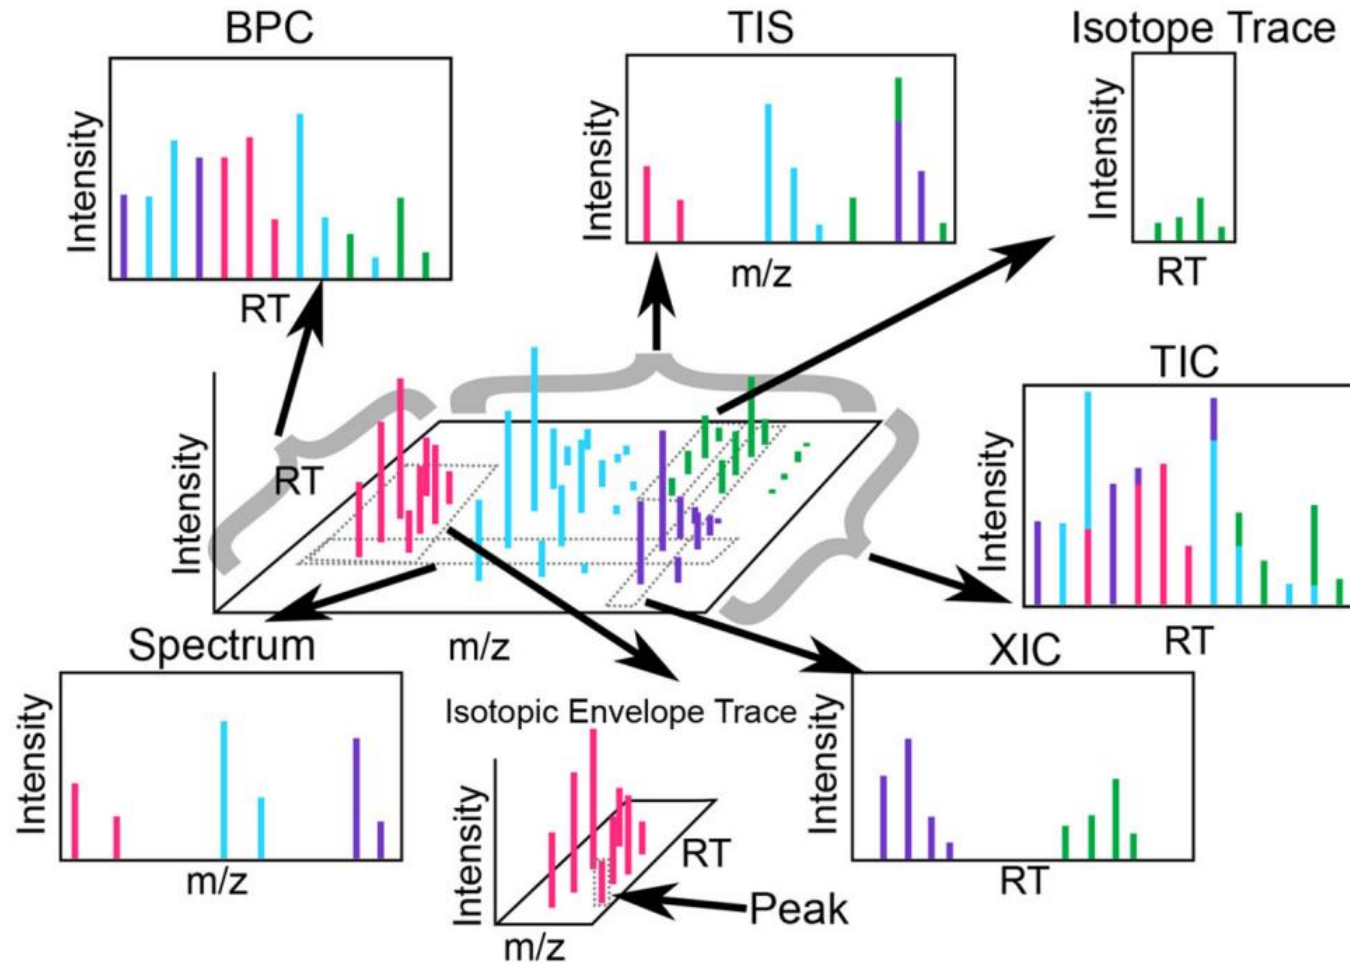 BPC
TIS
Isotope Trace
Intensity
Intensity
Intensity
RT
m/z
RT
TIC
Intensity
RT
Intensity
m/z
RT
Spectrum
XIC
Intensity
m/z
Isotopic Envelope Trace
Intensity
RT
m/z
Peak
Intensity
RT